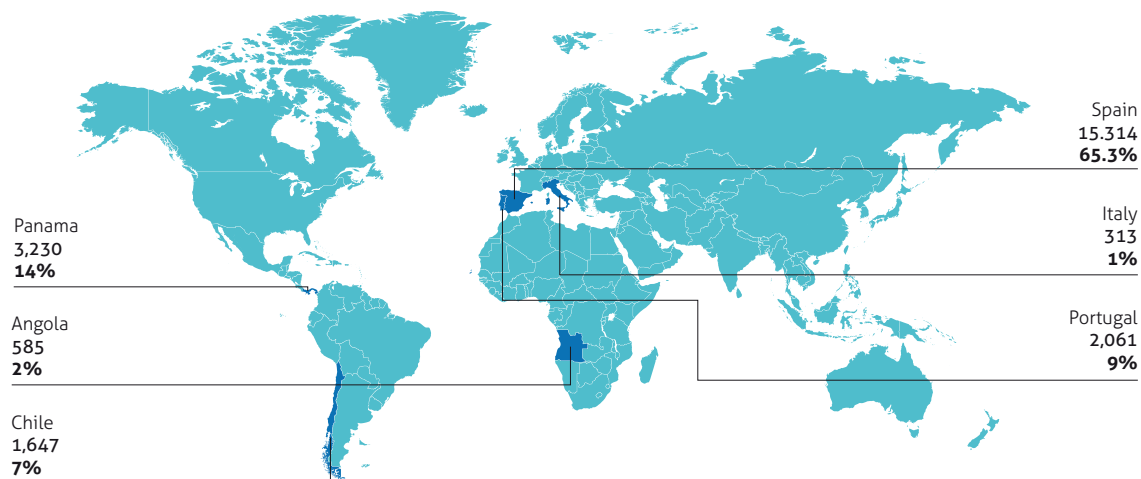 Spain
15.314
65.3%
Panama
3,230
14%
Italy
313
1%
Angola
585
2%
Portugal
2,061
9%
Chile
1,647
7%